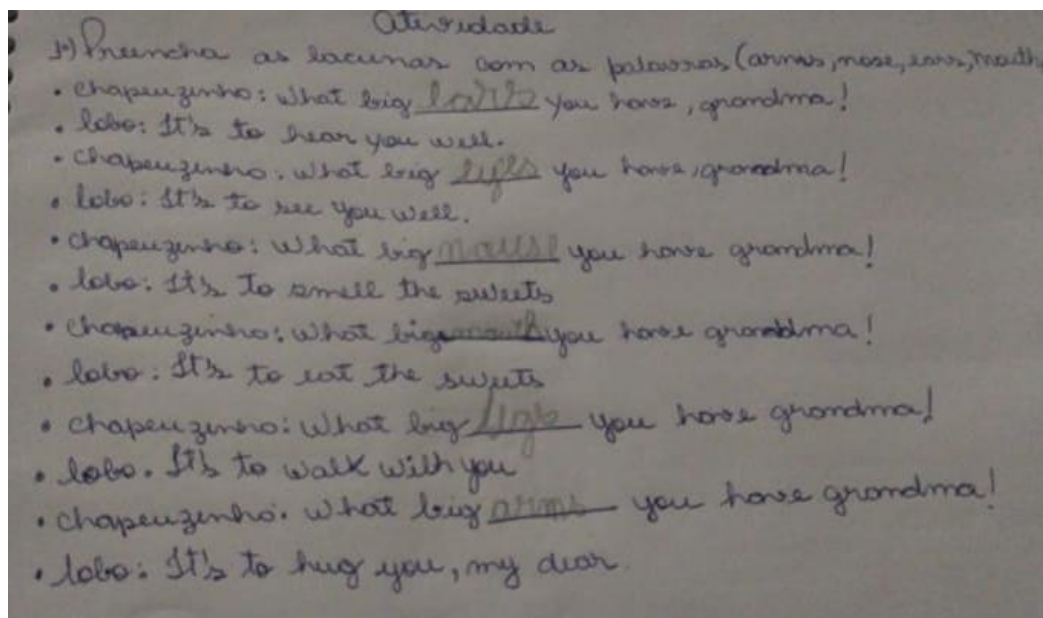 Atividade
1) Preencha as lacunas com as palavras (arms, nose, ears, mouth,
• Chapeuzinho: What big ears you have, grandma!
• lobo: It's to hear you well.
• Chapeuzinho: What big eyes you have, grandma!
• lobo: It's to see you well.
• chapeuzinho: What big you have grandma!
• lobo: It's to smell the sweets
• chapeuzinho: What big mouth you have grandma!
• lobo: It's to eat the sweets
• chapeuzinho: What big legs you have grandma!
• lobo. It's to walk with you
• chapeuzinho. What big arms you have grandma!
• lobo: It's to hug you, my dear.